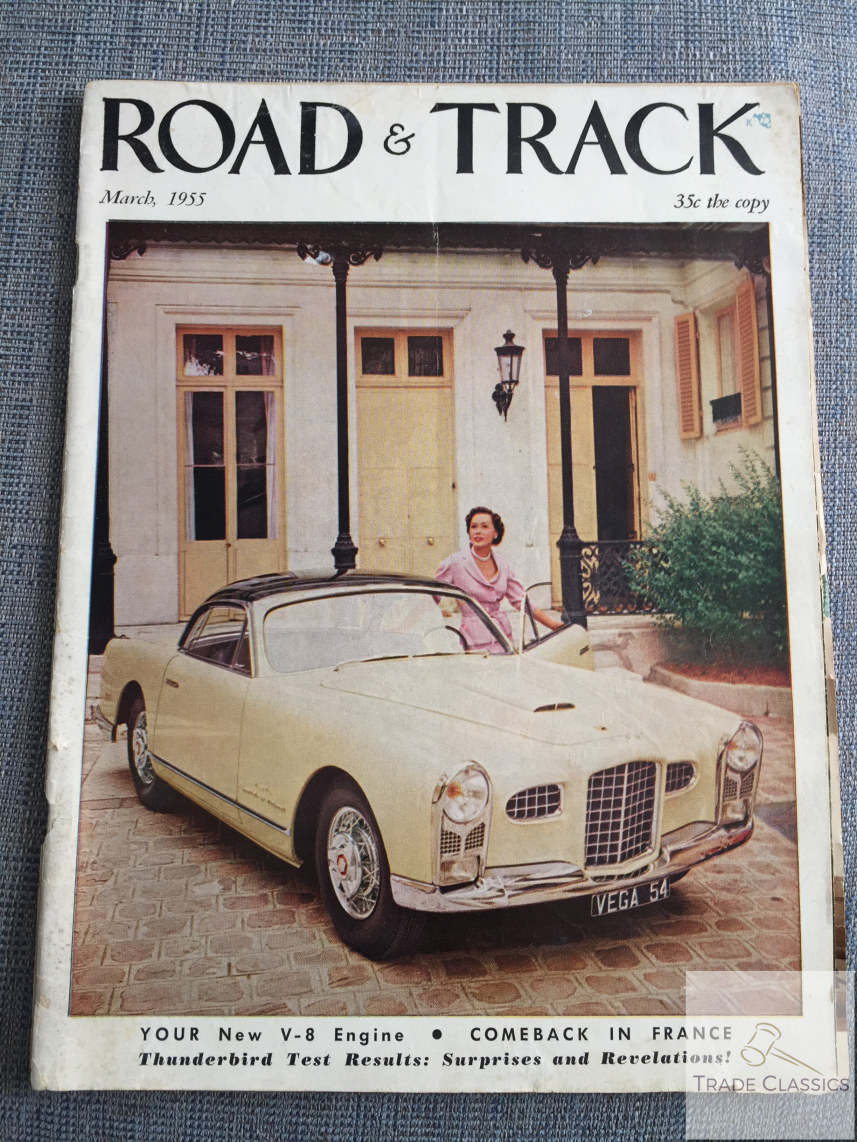 ROAD & TRACK
March, 1955
35c the copy
VEGA 54
YOUR New V-8 Engine • COMEBACK IN FRANCE
Thunderbird Test Results: Surprises and Revelations!
TRADE CLASSICS